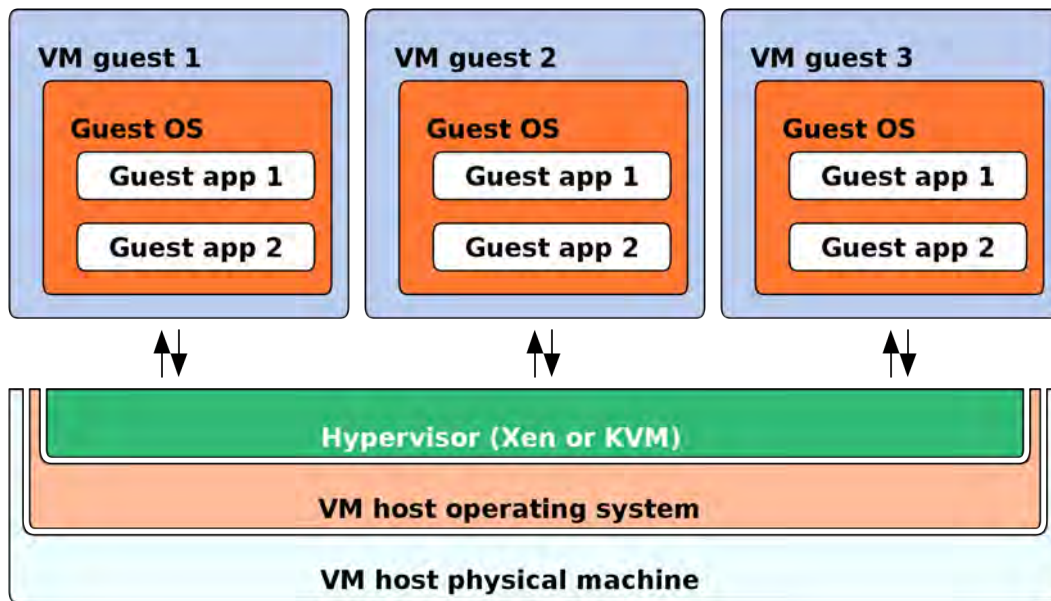 VM guest 1
Guest OS
Guest app 1
Guest app 2
VM guest 2
Guest OS
Guest app 1
Guest app 2
VM guest 3
Guest OS
Guest app 1
Guest app 2
Hypervisor (Xen or KVM)
VM host operating system
VM host physical machine